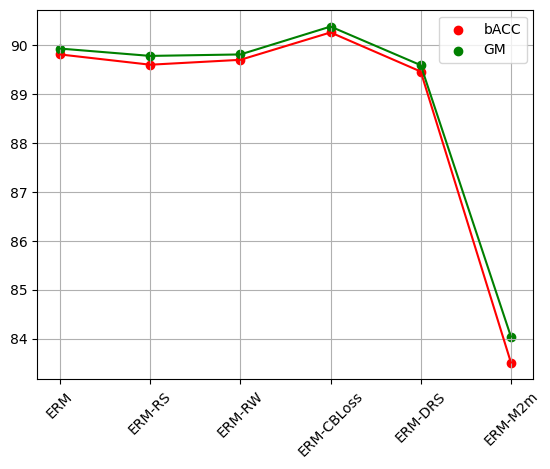 bACC
GM
90
89
88
87
86
85
84
ERM
ERM-RS
ERM-RW
ERM-CBLoss
ERM-DRS
ERM-M2m